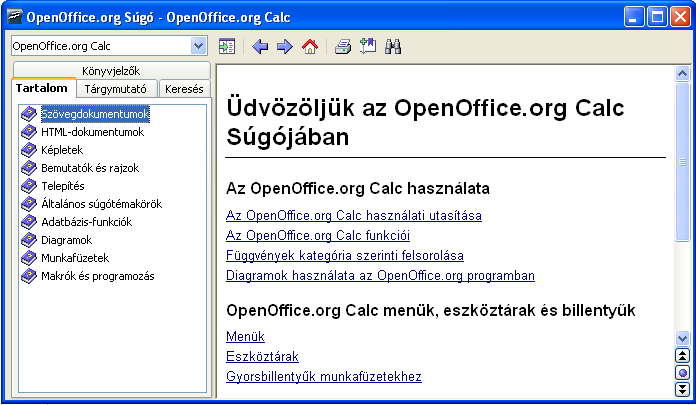 OpenOffice.org Súgó - OpenOffice.org Calc
OpenOffice.org Calc
Könyvjelzők
Tartalom
Tárgymutató
Keresés
Szövegdokumentumok
HTML-dokumentumok
Képletek
Bemutatók és rajzok
Telepítés
Általános súgótémakörök
Adatbázis-funkciók
Diagramok
Munkafüzetek
Makrók és programozás
Üdvözöljük az OpenOffice.org Calc
Súgójában
Az OpenOffice.org Calc használata
Az OpenOffice.org Calc használati utasítása
Az OpenOffice.org Calc funkciói
Függvények kategória szerinti felsorolása
Diagramok használata az OpenOffice.org programban
OpenOffice.org Calc menük, eszköztárak és billentyűk
Menük
Eszköztárak
Gyorsbillentyűk munkafüzetekhez